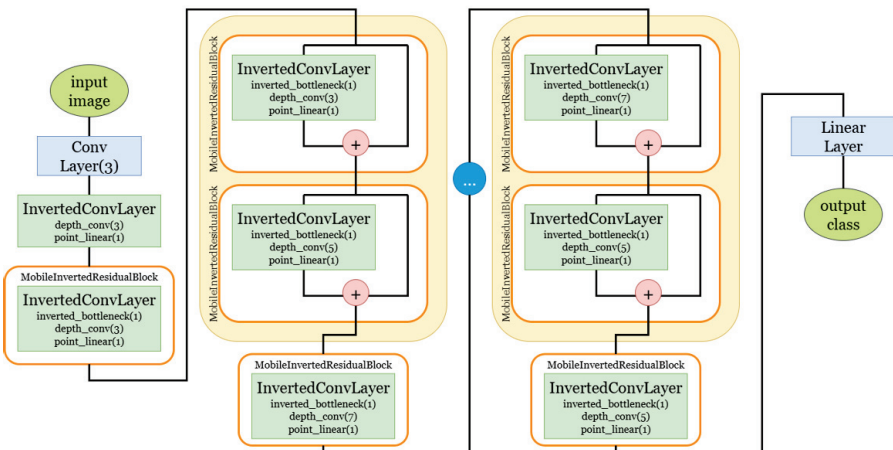 input
image
Conv
Layer(3)
InvertedConvLayer
depth_conv(3)
point_linear(1)
MobileInvertedResidualBlock
InvertedConvLayer
inverted_bottleneck(1)
depth_conv(3)
point_linear(1)
MobileInvertedResidualBlock
InvertedConvLayer
inverted_bottleneck(1)
depth_conv(3)
point_linear(1)
+
MobileInvertedResidualBlock
InvertedConvLayer
inverted_bottleneck(1)
depth_conv(5)
point_linear(1)
+
MobileInvertedResidualBlock
InvertedConvLayer
inverted_bottleneck(1)
depth_conv(7)
point_linear(1)
...
MobileInvertedResidualBlock
InvertedConvLayer
inverted_bottleneck(1)
depth_conv(7)
point_linear(1)
+
MobileInvertedResidualBlock
InvertedConvLayer
inverted_bottleneck(1)
depth_conv(5)
point_linear(1)
+
MobileInvertedResidualBlock
InvertedConvLayer
inverted_bottleneck(1)
depth_conv(5)
point_linear(1)
Linear
Layer
output
class